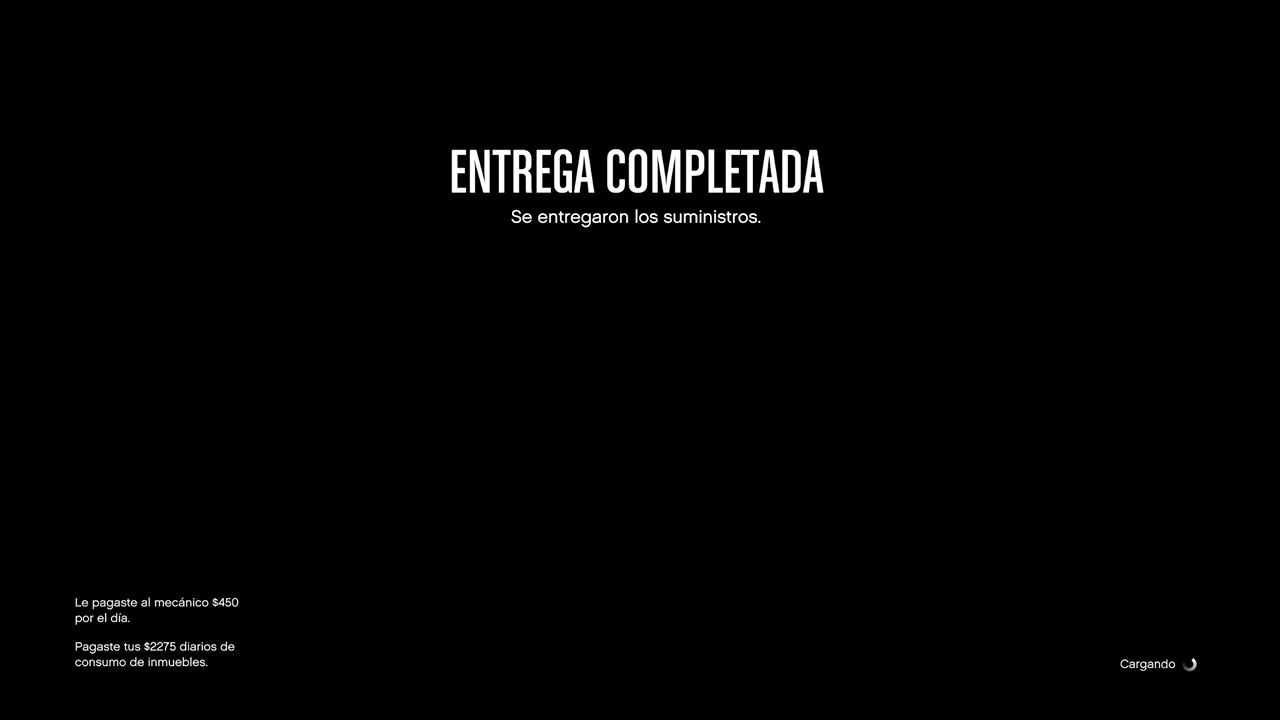 ENTREGA COMPLETADA
Se entregaron los suministros.
Le pagaste al mecánico $450
por el día.
Pagaste tus $2275 diarios de
consumo de inmuebles.
Cargando